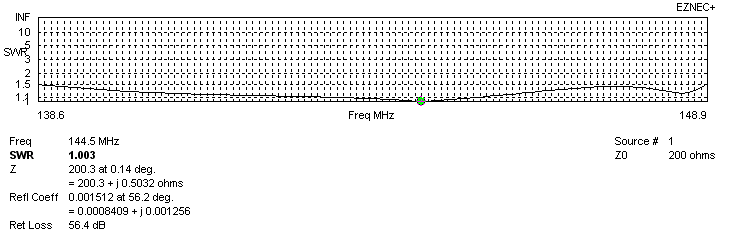 EZNEC+
INF
10
5
SWR
3
2
1.5
1.1
138.6 Freq MHz 148.9
Freq 144.5 MHz Source # 1
SWR 1.003 Z0 200 ohms
Z 200.3 at 0.14 deg.
= 200.3 + j 0.5032 ohms
Refl Coeff 0.001512 at 56.2 deg.
= 0.0008409 + j 0.001256
Ret Loss 56.4 dB